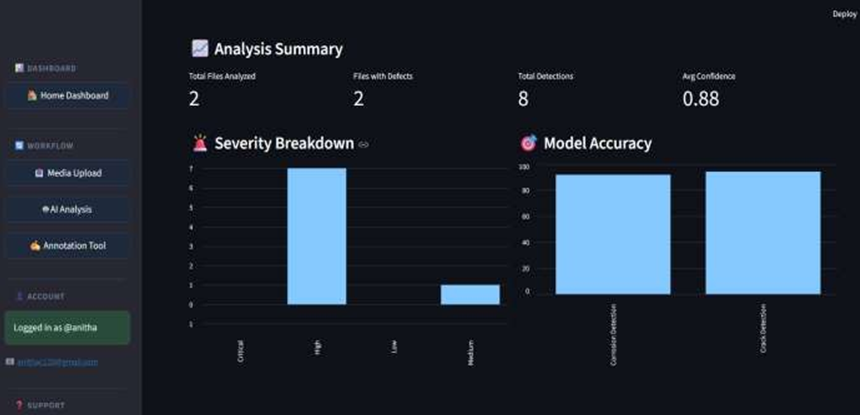 Deploy
DASHBOARD
Home Dashboard
WORKFLOW
Media Upload
AI Analysis
Annotation Tool
ACCOUNT
Logged in as @anitha
SUPPORT
Analysis Summary
Total Files Analyzed
2
Files with Defects
2
Total Detections
8
Avg Confidence
0.88
Severity Breakdown
7
6
5
4
3
2
1
0
1
Critical
High
Low
Medium
Model Accuracy
100
80
60
40
20
0
Corrosion Detection
Crack Detection